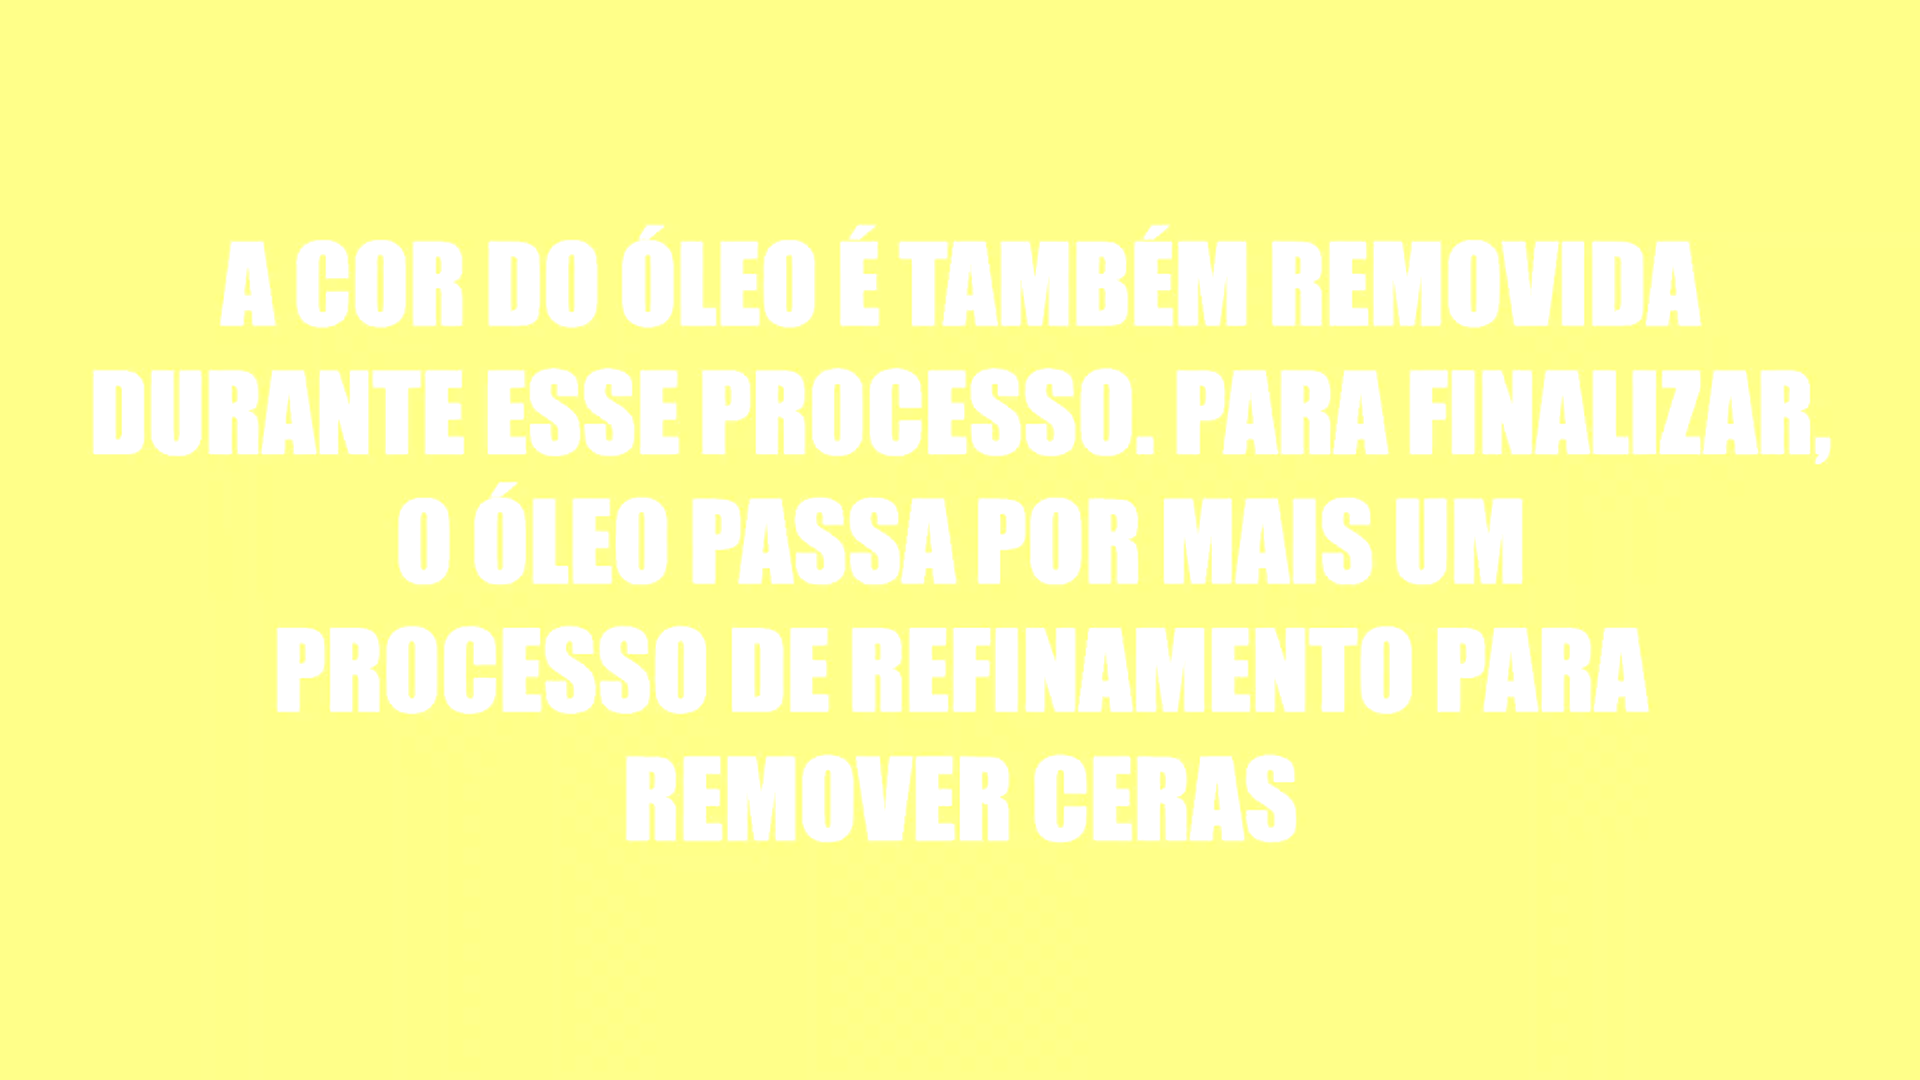 A COR DO ÓLEO É TAMBÉM REMOVIDA
DURANTE ESSE PROCESSO. PARA FINALIZAR,
O ÓLEO PASSA POR MAIS UM
PROCESSO DE REFINAMENTO PARA
REMOVER CERAS